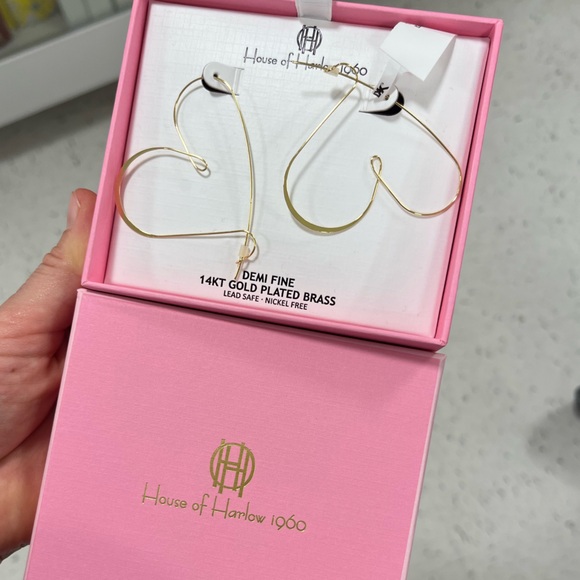 House of Harlow 1960
DEMI FINE
14KT GOLD PLATED BRASS
LEAD SAFE · NICKEL FREE
House of Harlow 1960